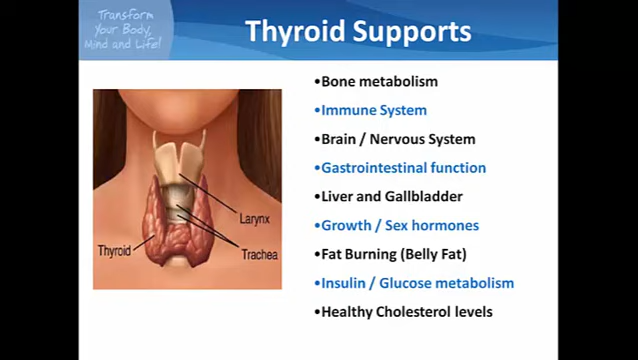 Transform
Your Body,
Mind and Life!
Thyroid Supports
•Bone metabolism
•Immune System
•Brain / Nervous System
•Gastrointestinal function
•Liver and Gallbladder
•Growth / Sex hormones
•Fat Burning (Belly Fat)
•Insulin / Glucose metabolism
•Healthy Cholesterol levels
Larynx
Thyroid
Trachea